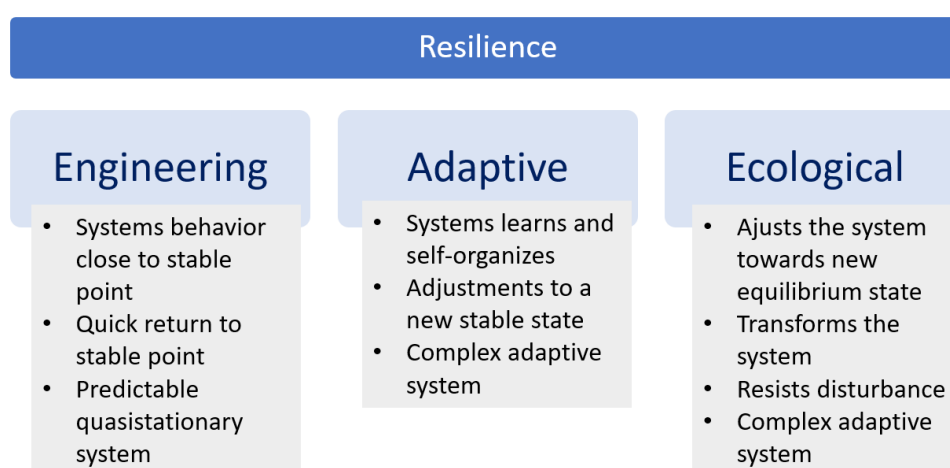 Resilience
Engineering
• Systems behavior
close to stable
point
• Quick return to
stable point
• Predictable
quasistationary
system
Adaptive
• Systems learns and
self-organizes
• Adjustments to a
new stable state
• Complex adaptive
system
Ecological
• Ajusts the system
towards new
equilibrium state
• Transforms the
system
• Resists disturbance
• Complex adaptive
system